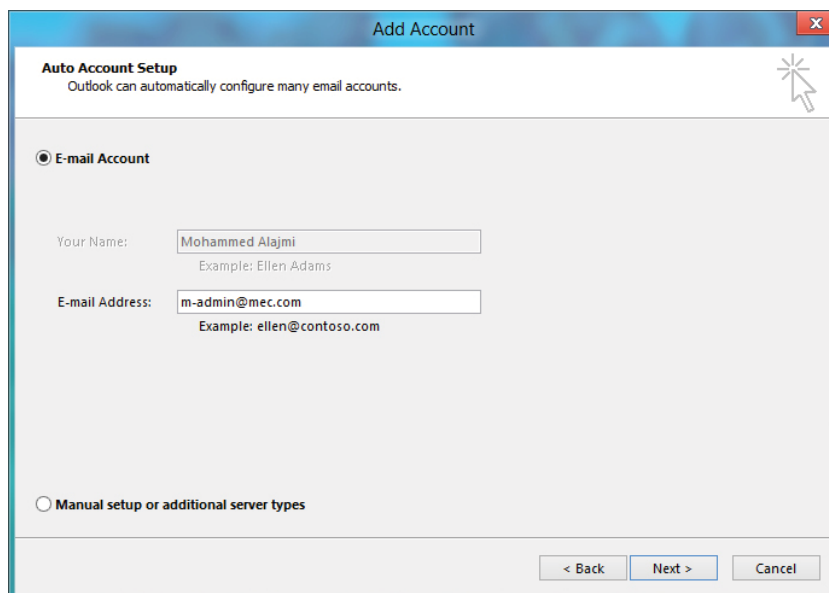 Add Account
Auto Account Setup
Outlook can automatically configure many email accounts.
E-mail Account
Your Name: Mohammed Alajmi
Example: Ellen Adams
E-mail Address: m-admin@mec.com
Example: ellen@contoso.com
Manual setup or additional server types
< Back Next > Cancel